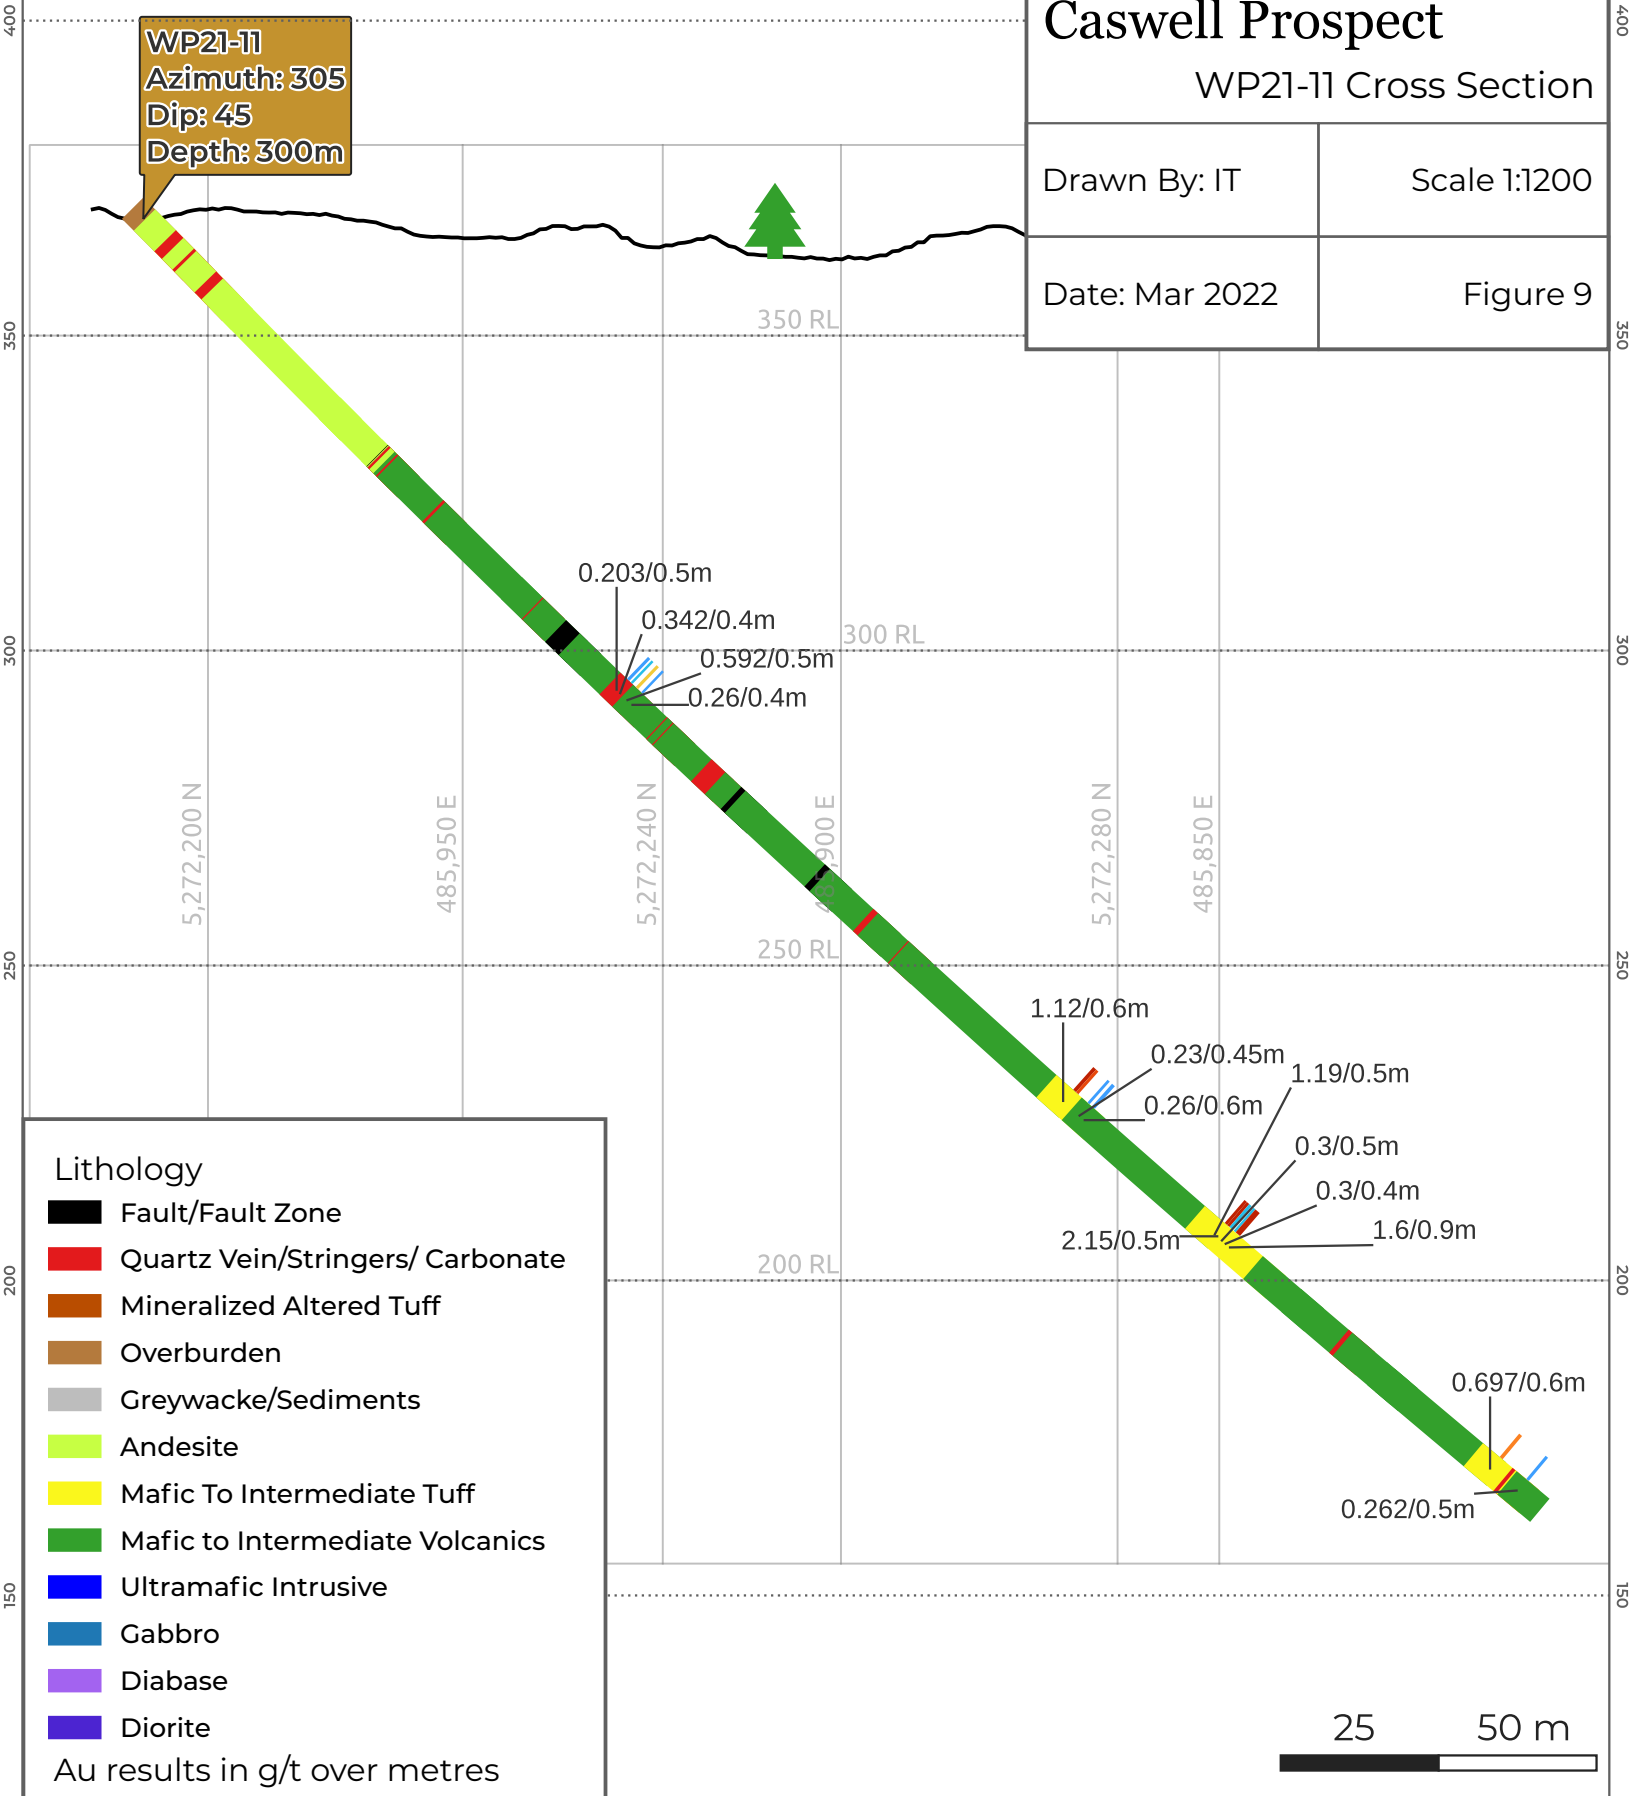 400
400
Caswell Prospect
WP21-11 Cross Section
Drawn By: IT
Scale 1:1200
Date: Mar 2022
Figure 9
WP21-11
Azimuth: 305
Dip: 45
Depth: 300m
350 RL
350
350
0.203/0.5m
0.342/0.4m
300 RL
300
300
0.592/0.5m
0.26/0.4m
5,272,200 N
485,950 E
5,272,240 N
485,900 E
5,272,280 N
485,850 E
250 RL
250
250
1.12/0.6m
0.23/0.45m
1.19/0.5m
0.26/0.6m
0.3/0.5m
0.3/0.4m
1.6/0.9m
2.15/0.5m
200 RL
200
200
0.697/0.6m
0.262/0.5m
150
150
Lithology
Fault/Fault Zone
Quartz Vein/Stringers/ Carbonate
Mineralized Altered Tuff
Overburden
Greywacke/Sediments
Andesite
Mafic To Intermediate Tuff
Mafic to Intermediate Volcanics
Ultramafic Intrusive
Gabbro
Diabase
Diorite
Au results in g/t over metres
25 50 m